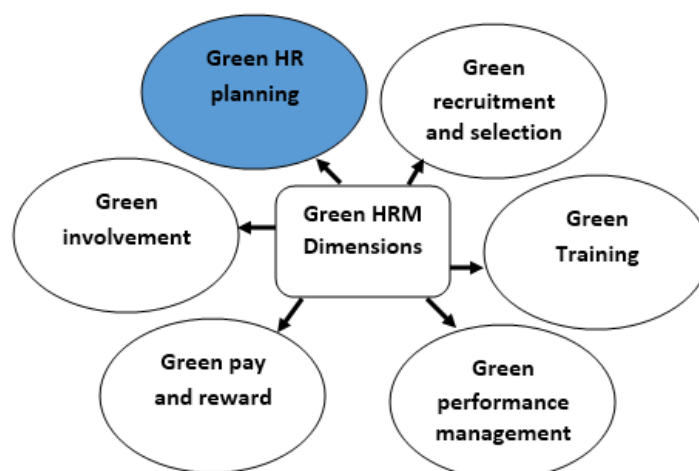 Green HR
planning
Green
recruitment
and selection
Green
involvement
Green HRM
Dimensions
Green
Training
Green pay
and reward
Green
performance
management